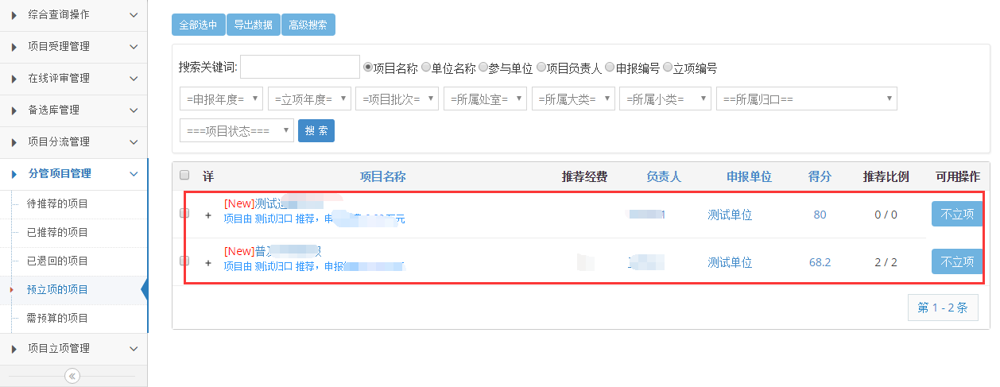 综合查询操作
项目受理管理
在线评审管理
备选库管理
项目分流管理
分管项目管理
待推荐的项目
已推荐的项目
已退回的项目
预立项的项目
需预算的项目
项目立项管理
全部选中 导出数据 高级搜索
搜索关键词: 项目名称 单位名称 参与单位 项目负责人 申报编号 立项编号
=申报年度= =立项年度= =项目批次= =所属处室= =所属大类= =所属小类= ==所属归口==
===项目状态=== 搜 索
详 项目名称 推荐经费 负责人 申报单位 得分 推荐比例 可用操作
[New]测试
+ 测试单位 80 0 / 0 不立项
项目由 测试归口 推荐，申 元
[New]普
+ 测试单位 68.2 2 / 2 不立项
项目由 测试归口 推荐，申报
第 1 - 2 条